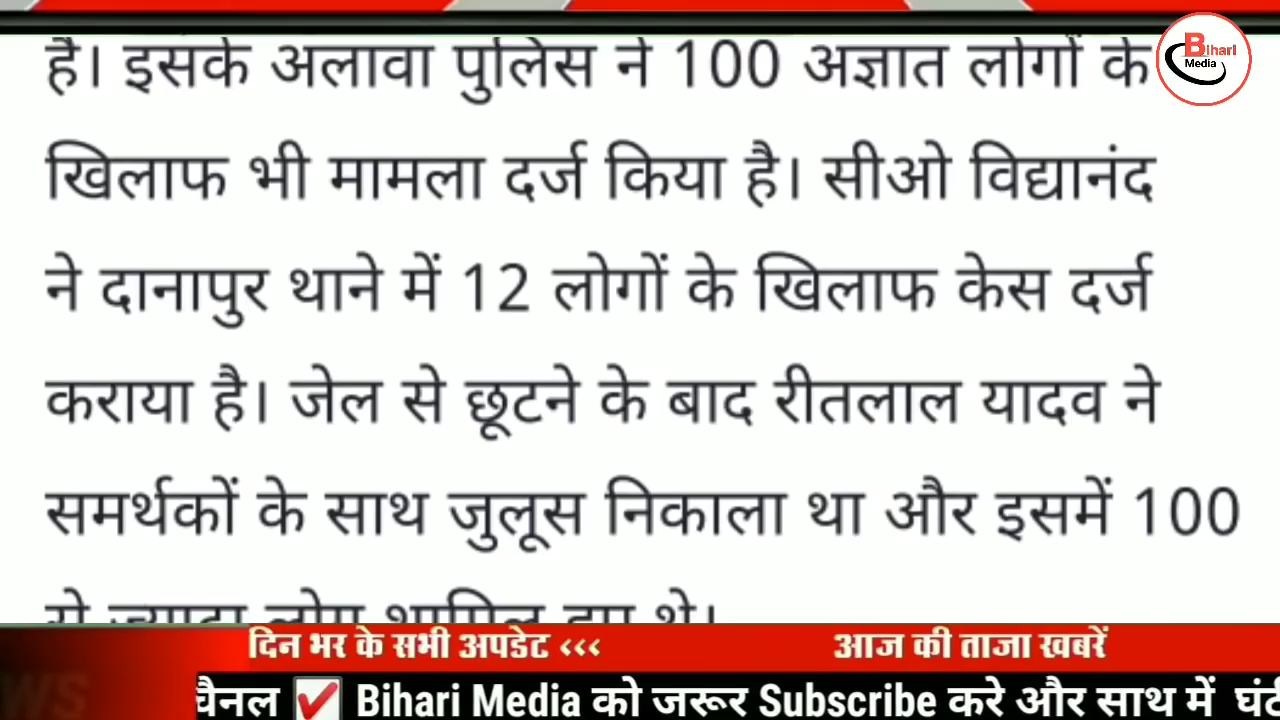 है। इसके अलावा पुलिस ने 100 अज्ञात लोगों के
Bihari
Media
खिलाफ भी मामला दर्ज किया है। सीओ विद्यानंद
ने दानापुर थाने में 12 लोगों के खिलाफ केस दर्ज
कराया है। जेल से छूटने के बाद रीतलाल यादव ने
समर्थकों के साथ जुलूस निकाला था और इसमें 100
से ज्यादा लोग शामिल हुए थे।
दिन भर के सभी अपडेट <<< आज की ताजा खबरें
चैनल ✅ Bihari Media को जरूर Subscribe करे और साथ में